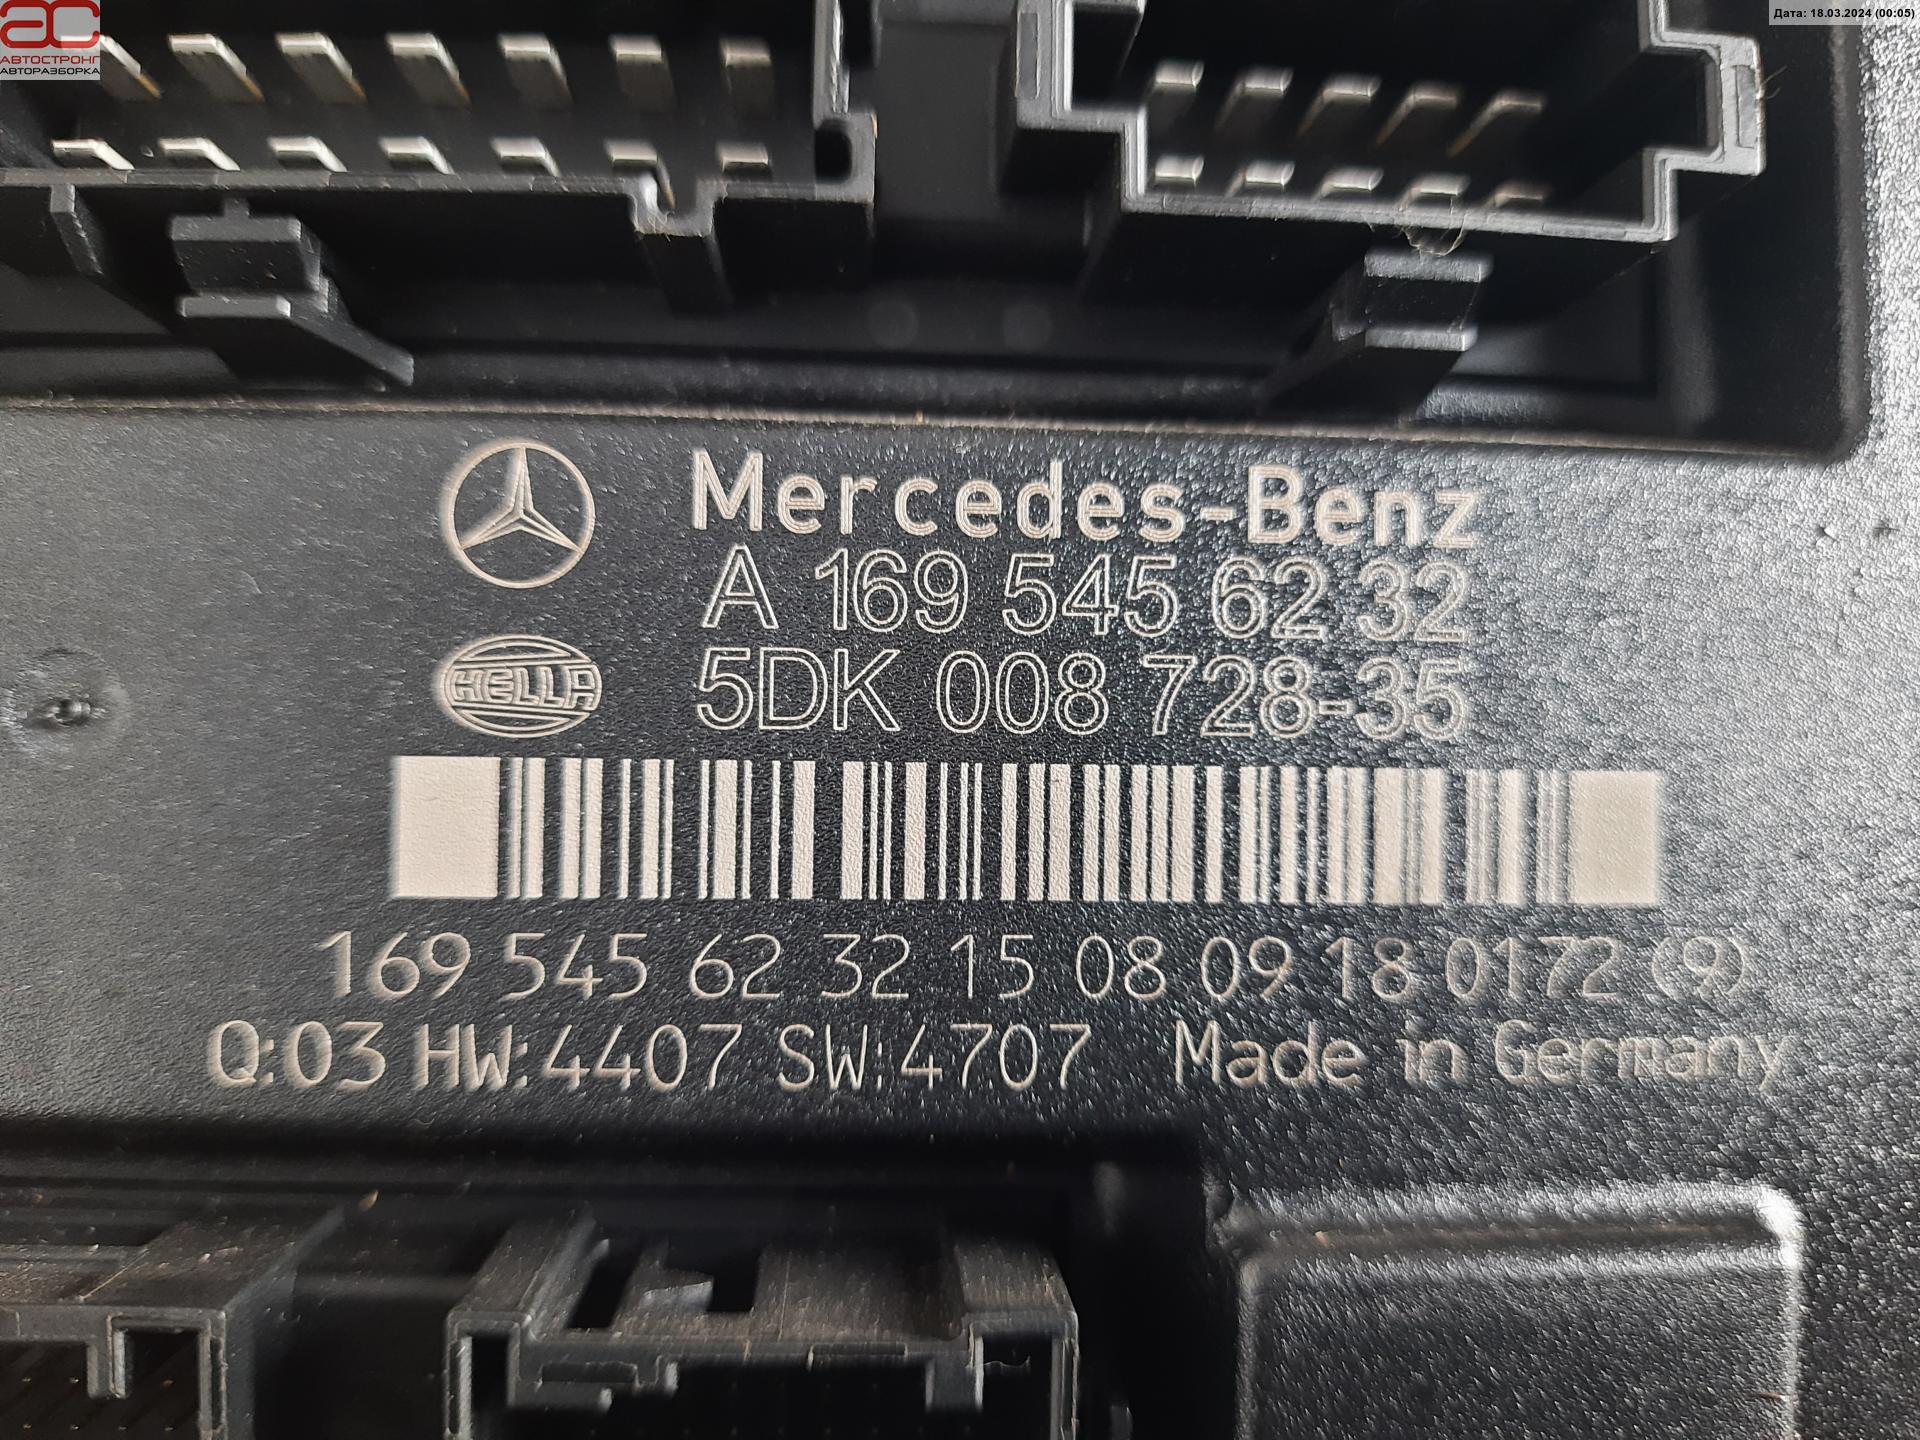 ac
АВТОСТРОНГ
АВТОРАЗБОРКА
Дата: 18.03.2024 (00:05)
Mercedes-Benz
A 169 545 62 32
HELLA
5DK 008 728-35
169 545 62 32 15 08 09 18 0172 (9)
Q:03 HW:4407 SW:4707 Made in Germany